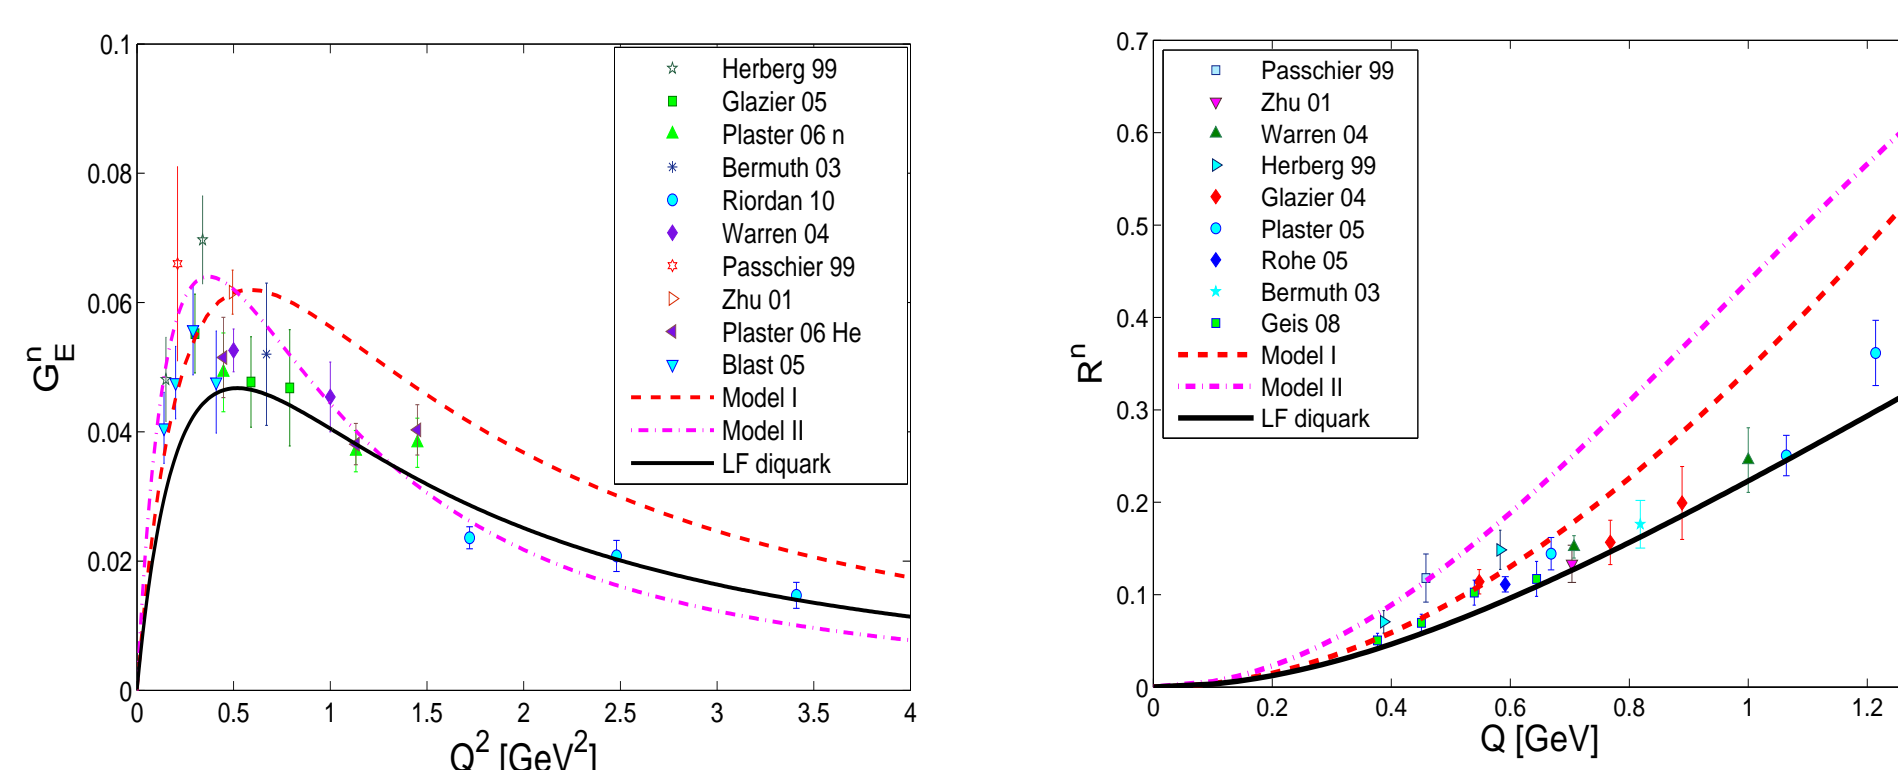 0.1
0.08
0.06
0.04
0.02
0
G_E^n
0 0.5 1 1.5 2 2.5 3 3.5 4
Q^2 [GeV^2]
Herberg 99
Glazier 05
Plaster 06 n
Bermuth 03
Riordan 10
Warren 04
Passchier 99
Zhu 01
Plaster 06 He
Blast 05
Model I
Model II
LF diquark
0.7
0.6
0.5
0.4
0.3
0.2
0.1
0
R^n
0 0.2 0.4 0.6 0.8 1 1.2
Q [GeV]
Passchier 99
Zhu 01
Warren 04
Herberg 99
Glazier 04
Plaster 05
Rohe 05
Bermuth 03
Geis 08
Model I
Model II
LF diquark